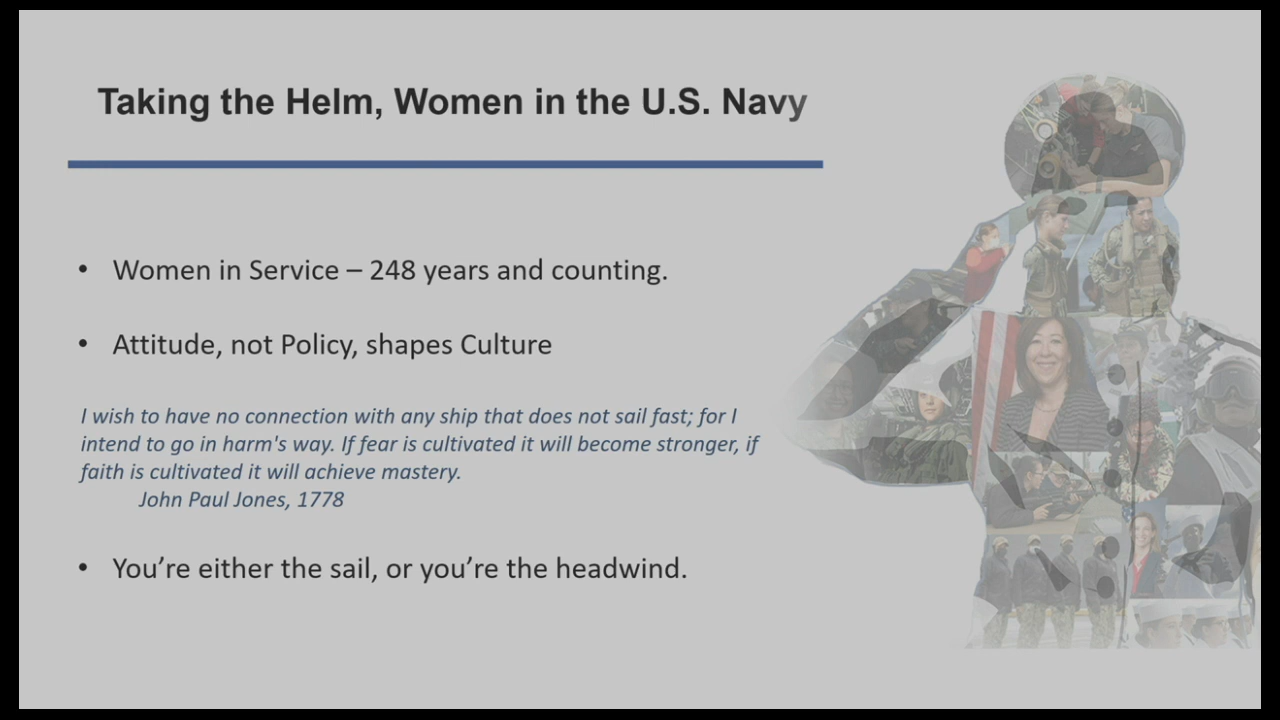 Taking the Helm, Women in the U.S. Navy
• Women in Service – 248 years and counting.
• Attitude, not Policy, shapes Culture
I wish to have no connection with any ship that does not sail fast; for I
intend to go in harm's way. If fear is cultivated it will become stronger, if
faith is cultivated it will achieve mastery.
John Paul Jones, 1778
• You’re either the sail, or you’re the headwind.